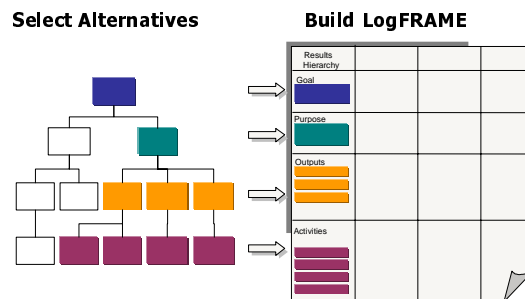 Select Alternatives
Build LogFRAME
Results
Hierarchy
Goal
Purpose
Outputs
Activities